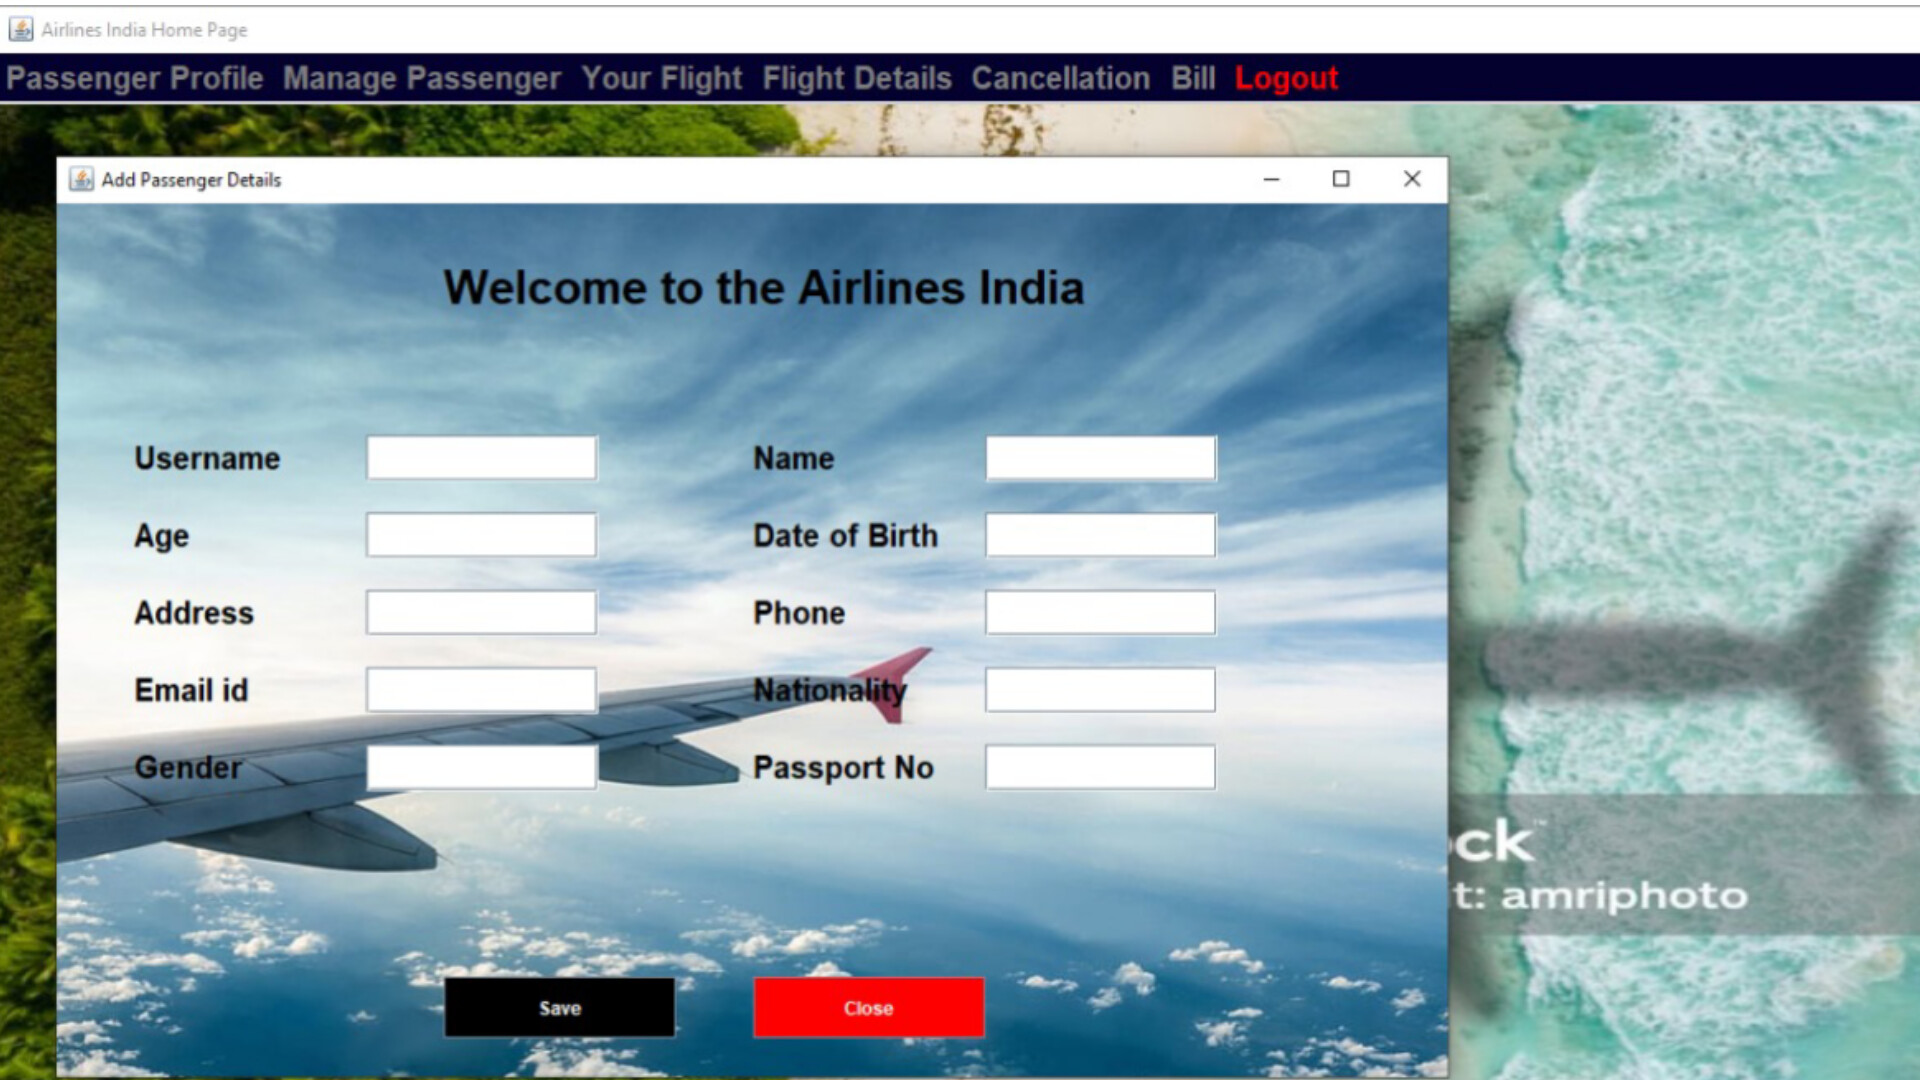 Airlines India Home Page
Passenger Profile Manage Passenger Your Flight Flight Details Cancellation Bill Logout
Add Passenger Details
Welcome to the Airlines India
Username Name
Age Date of Birth
Address Phone
Email id Nationality
Gender Passport No
ck™
t: amriphoto
Save Close